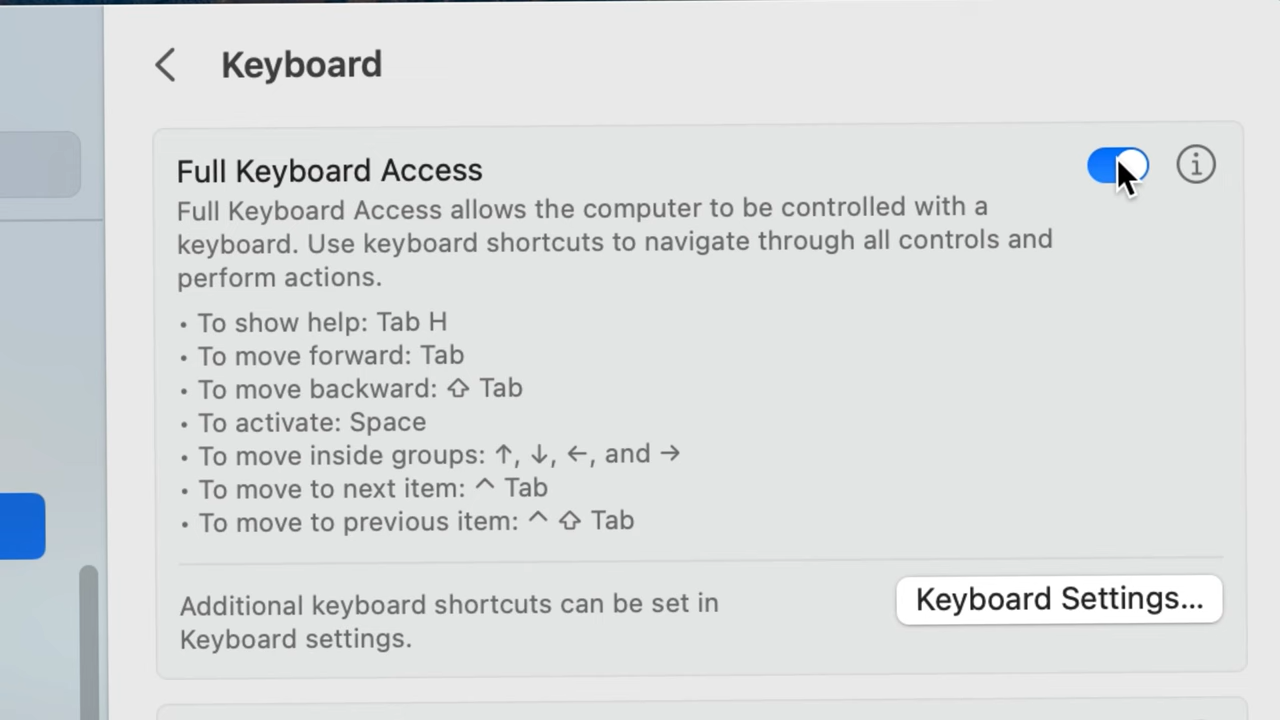 Keyboard
Full Keyboard Access
Full Keyboard Access allows the computer to be controlled with a
keyboard. Use keyboard shortcuts to navigate through all controls and
perform actions.
• To show help: Tab H
• To move forward: Tab
• To move backward: ⇧ Tab
• To activate: Space
• To move inside groups: ↑, ↓, ←, and →
• To move to next item: ^ Tab
• To move to previous item: ^ ⇧ Tab
Additional keyboard shortcuts can be set in
Keyboard settings.
Keyboard Settings...